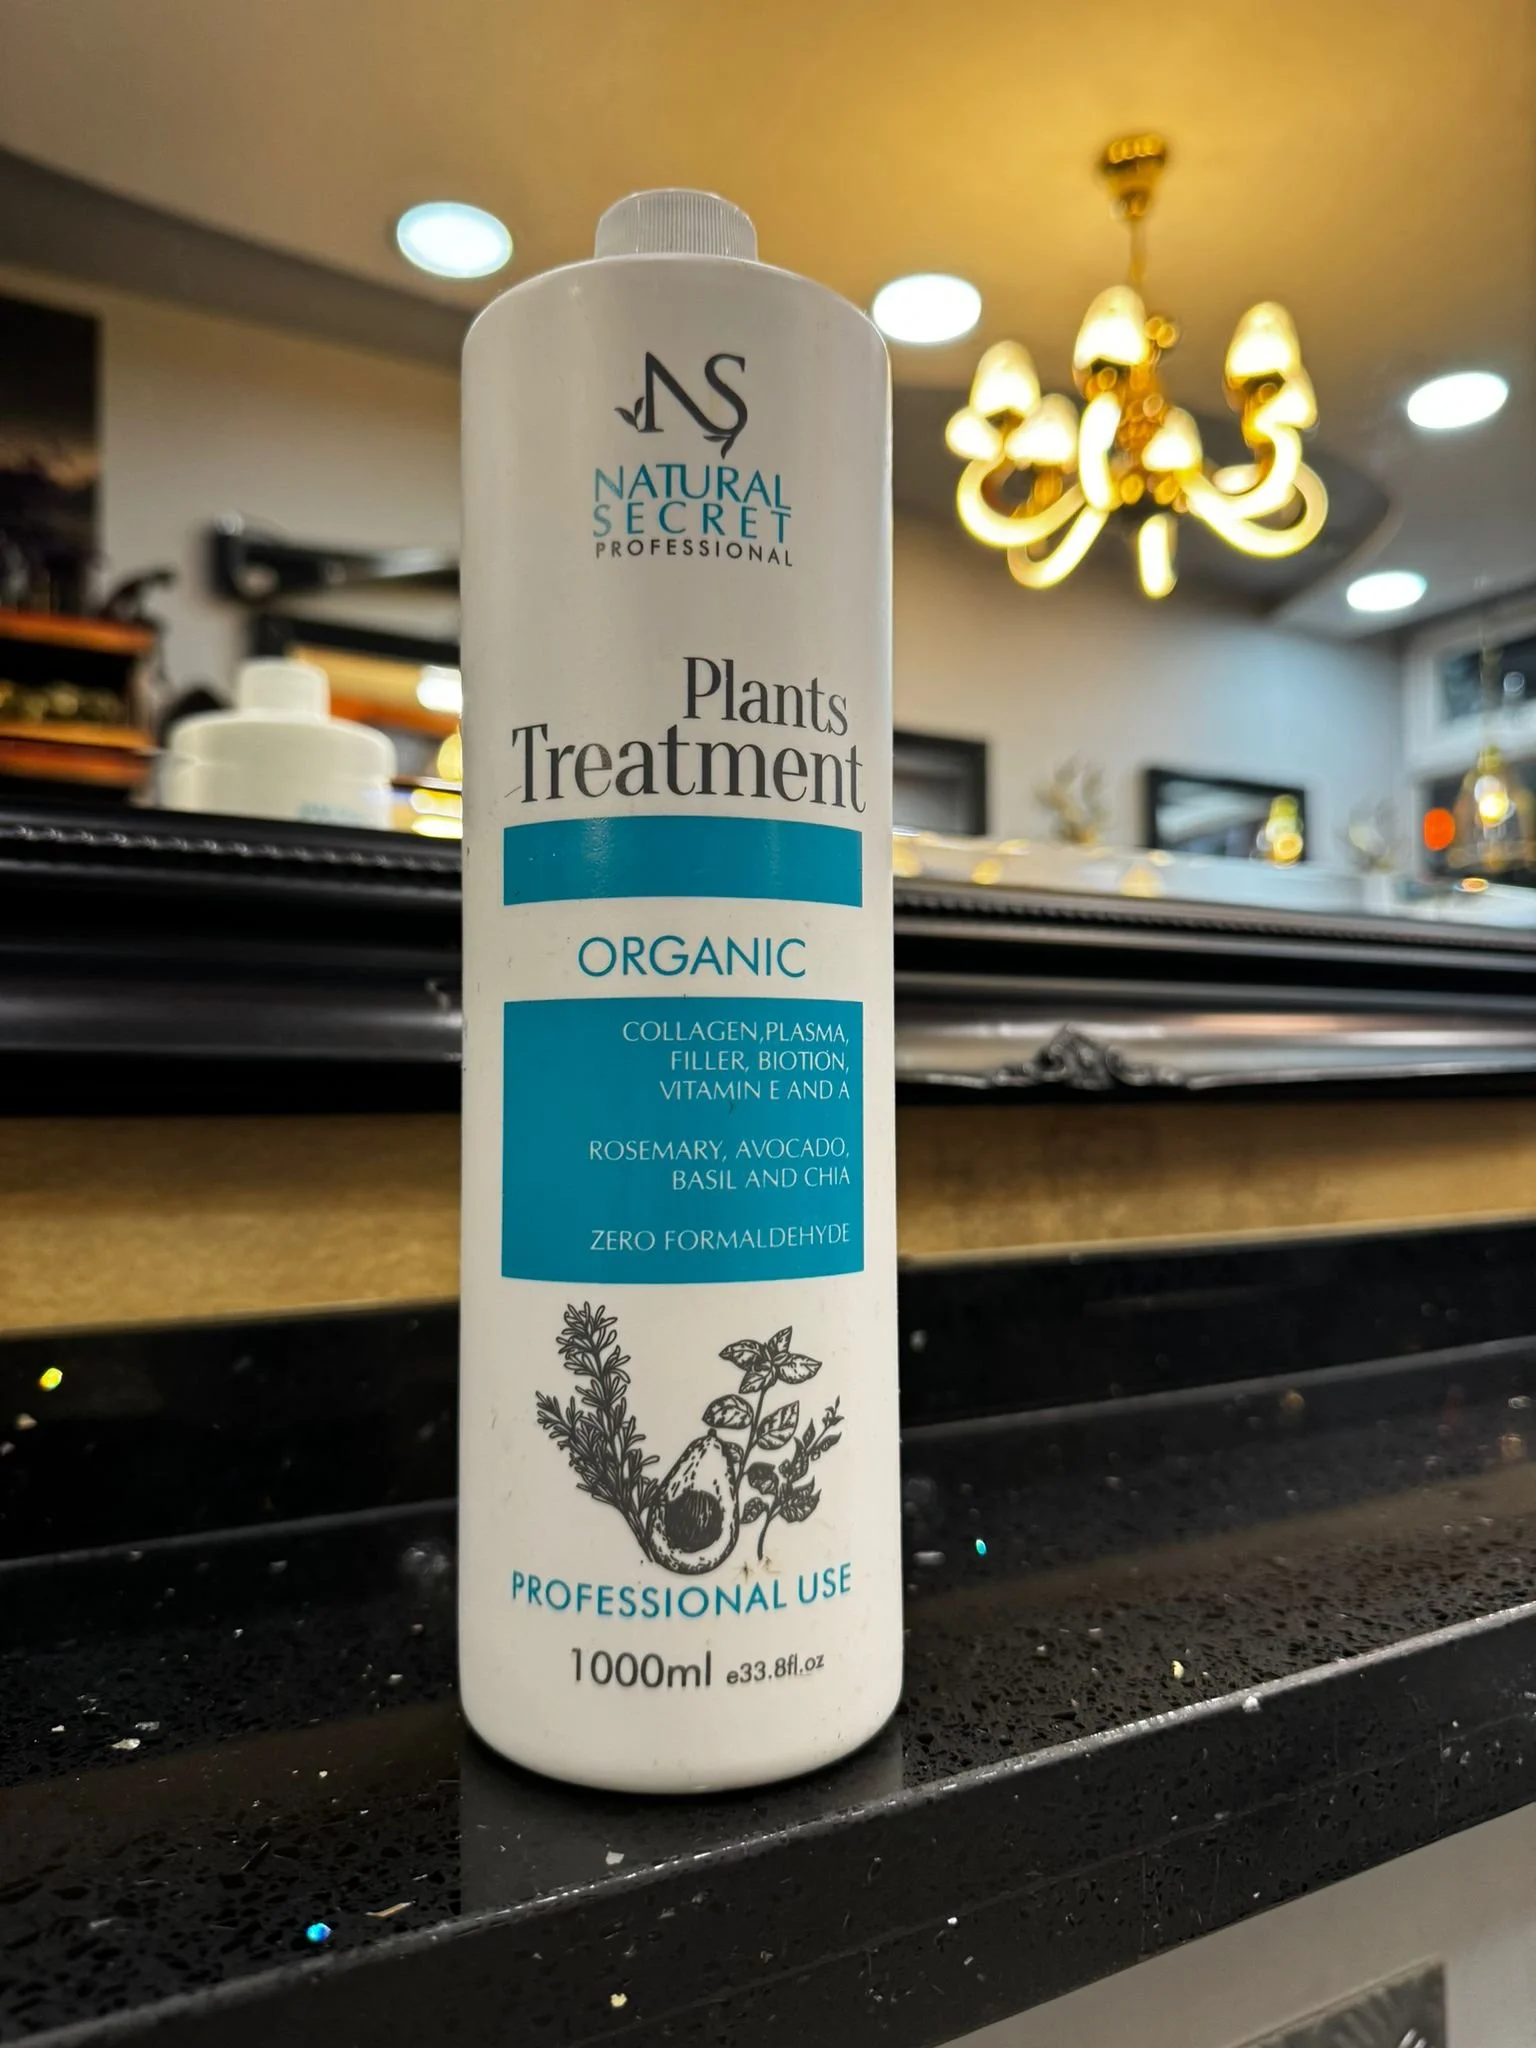 NS
NATURAL
SECRET
PROFESSIONAL
Plants
Treatment
ORGANIC
COLLAGEN,PLASMA,
FILLER, BIOTION,
VITAMIN E AND A
ROSEMARY, AVOCADO,
BASIL AND CHIA
ZERO FORMALDEHYDE
PROFESSIONAL USE
1000ml e33.8fl.oz